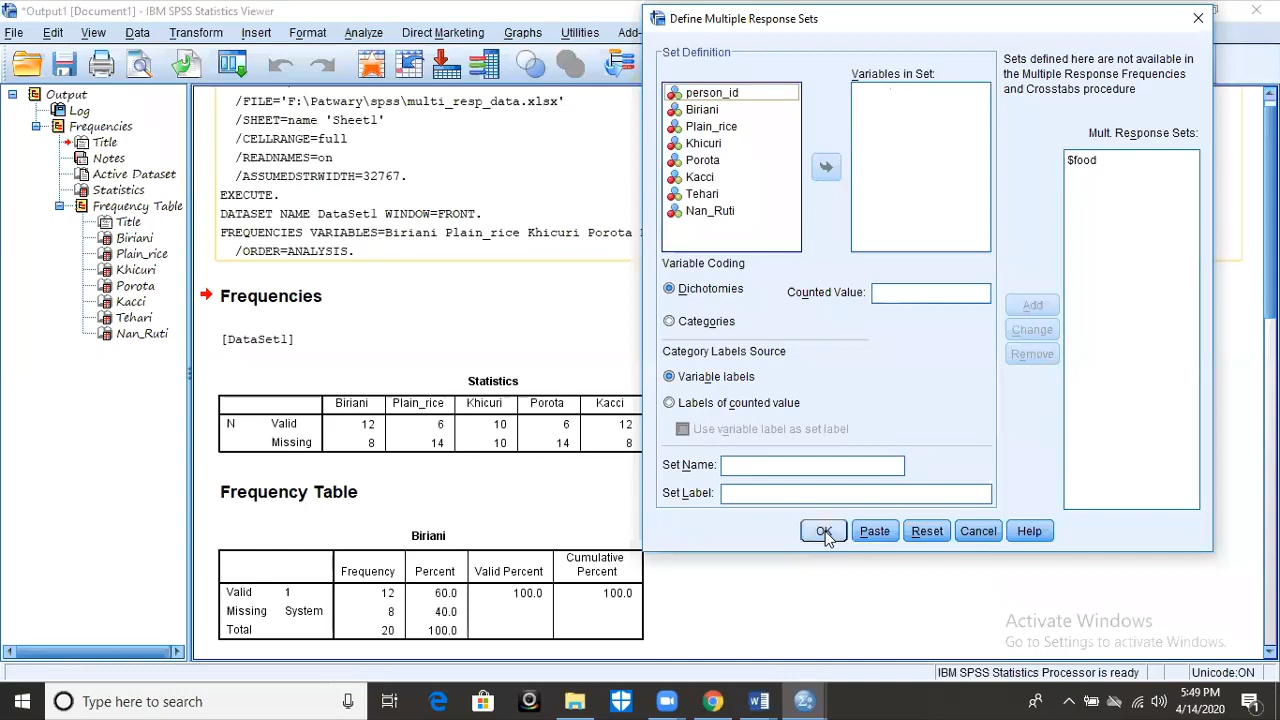 *Output1 [Document1] - IBM SPSS Statistics Viewer
File Edit View Data Transform Insert Format Analyze Direct Marketing Graphs Utilities Add-
Output
Log
Frequencies
Title
Notes
Active Dataset
Statistics
Frequency Table
Title
Biriani
Plain_rice
Khicuri
Porota
Kacci
Tehari
Nan_Ruti
/FILE='F:\Patwary\spss\multi_resp_data.xlsx'
/SHEET=name 'Sheet1'
/CELLRANGE=full
/READNAMES=on
/ASSUMEDSTRWIDTH=32767.
EXECUTE.
DATASET NAME DataSet1 WINDOW=FRONT.
FREQUENCIES VARIABLES=Biriani Plain_rice Khicuri Porota
/ORDER=ANALYSIS.
Frequencies
[DataSet1]
Statistics
Biriani Plain_rice Khicuri Porota Kacci
N Valid 12 6 10 6 12
Missing 8 14 10 14 8
Frequency Table
Biriani
Frequency Percent Valid Percent Cumulative Percent
Valid 1 12 60.0 100.0 100.0
Missing System 8 40.0
Total 20 100.0
Define Multiple Response Sets
Set Definition
person_id
Biriani
Plain_rice
Khicuri
Porota
Kacci
Tehari
Nan_Ruti
Variables in Set:
Variable Coding
Dichotomies Counted Value:
Categories
Category Labels Source
Variable labels
Labels of counted value
Use variable label as set label
Set Name:
Set Label:
Sets defined here are not available in the Multiple Response Frequencies and Crosstabs procedure
Mult. Response Sets:
$food
Add
Change
Remove
OK Paste Reset Cancel Help
Activate Windows
Go to Settings to activate Windows.
IBM SPSS Statistics Processor is ready Unicode:ON
Type here to search
5:49 PM
4/14/2020